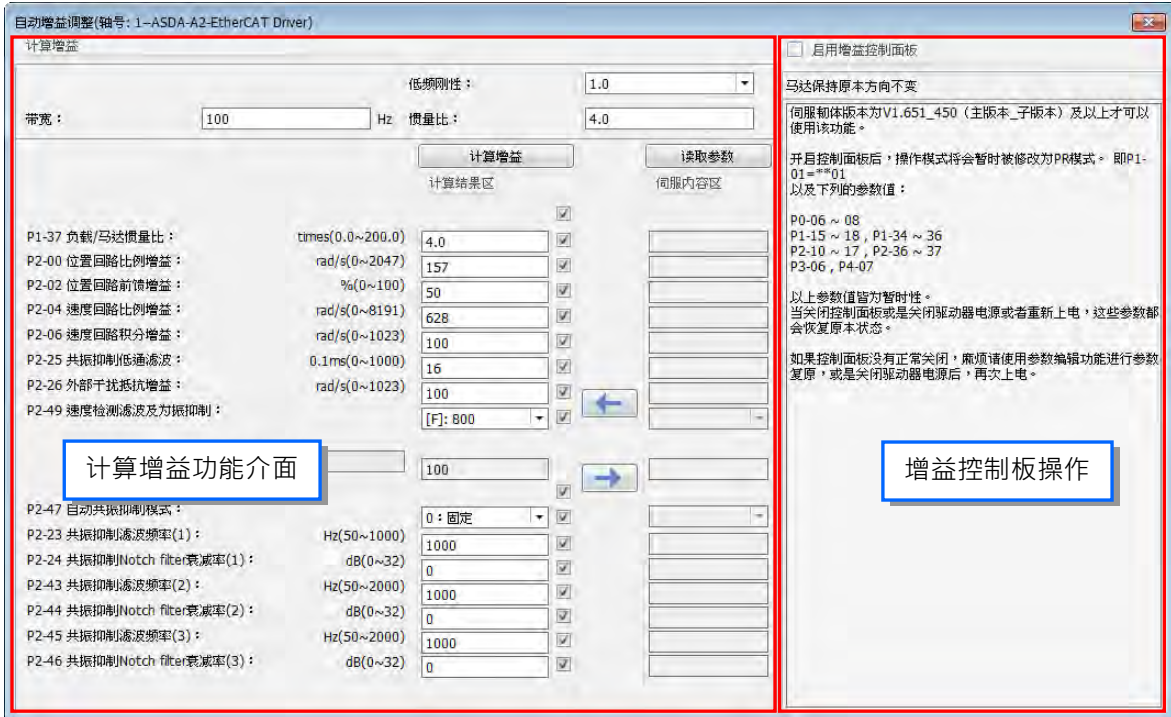 自动增益调整(轴号: 1--ASDA-A2-EtherCAT Driver)
计算增益
低频刚性： 1.0
带宽： 100 Hz 惯量比： 4.0
计算增益 读取参数
计算结果区 伺服内容区
P1-37 负载/马达惯量比： times(0.0~200.0) 4.0
P2-00 位置回路比例增益： rad/s(0~2047) 157
P2-02 位置回路前馈增益： %(0~100) 50
P2-04 速度回路比例增益： rad/s(0~8191) 628
P2-06 速度回路积分增益： rad/s(0~1023) 100
P2-25 共振抑制低通滤波： 0.1ms(0~1000) 16
P2-26 外部干扰抵抗增益： rad/s(0~1023) 100
P2-49 速度检测滤波及为振抑制： [F]: 800
计算增益功能介面
100
P2-47 自动共振抑制模式： 0：固定
P2-23 共振抑制滤波频率(1)： Hz(50~1000) 1000
P2-24 共振抑制Notch filter衰减率(1)： dB(0~32) 0
P2-43 共振抑制滤波频率(2)： Hz(50~2000) 1000
P2-44 共振抑制Notch filter衰减率(2)： dB(0~32) 0
P2-45 共振抑制滤波频率(3)： Hz(50~2000) 1000
P2-46 共振抑制Notch filter衰减率(3)： dB(0~32) 0
启用增益控制面板
马达保持原本方向不变
伺服韧体版本为V1.651_450（主版本_子版本）及以上才可以
使用该功能。
开启控制面板后，操作模式将会暂时被修改为PR模式。 即P1-
01=**01
以及下列的参数值：
P0-06 ~ 08
P1-15 ~ 18 , P1-34 ~ 36
P2-10 ~ 17 , P2-36 ~ 37
P3-06 , P4-07
以上参数值皆为暂时性。
当关闭控制面板或是关闭驱动器电源或者重新上电，这些参数都
会恢复原本状态。
如果控制面板没有正常关闭，麻烦请使用参数编辑功能进行参数
复原，或是关闭驱动器电源后，再次上电。
增益控制板操作